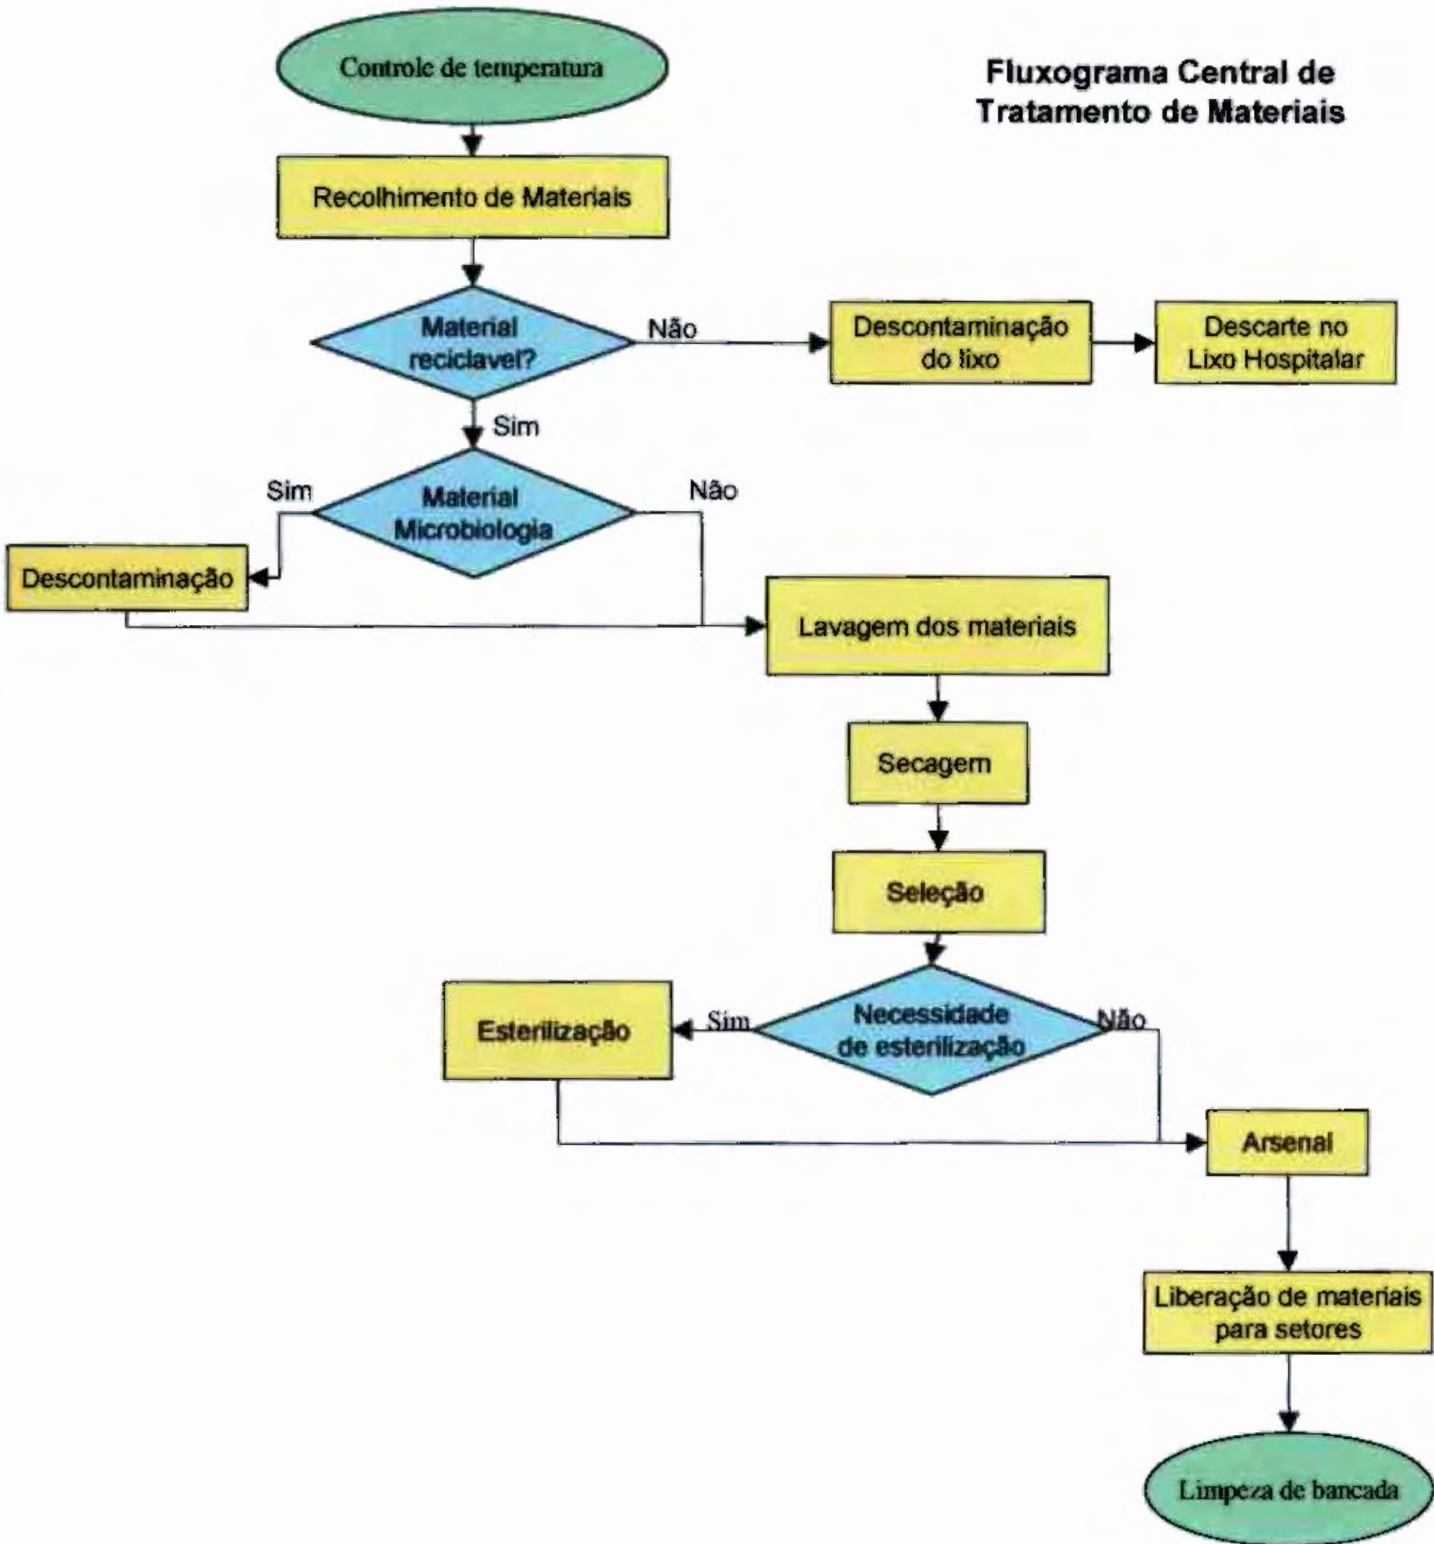 Controle de temperatura
Fluxograma Central de
Tratamento de Materiais
Recolhimento de Materiais
Material
reciclavel?
Não
Descontaminação
do lixo
Descarte no
Lixo Hospitalar
Sim
Sim
Material
Microbiologia
Não
Descontaminação
Lavagem dos materiais
Secagem
Seleção
Esterilização
Sim
Necessidade
de esterilização
Não
Arsenal
Liberação de materiais
para setores
Limpeza de bancada